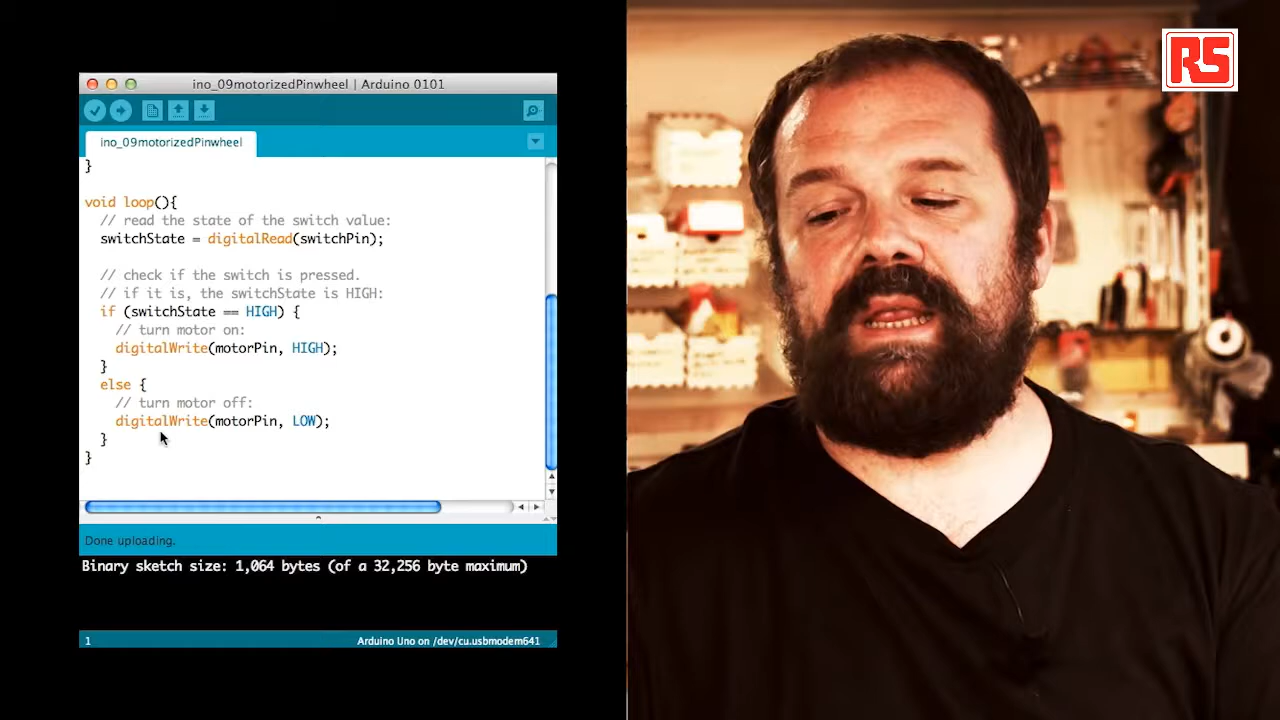 ino_09motorizedPinwheel | Arduino 0101
ino_09motorizedPinwheel
}
void loop(){
// read the state of the switch value:
switchState = digitalRead(switchPin);
// check if the switch is pressed.
// if it is, the switchState is HIGH:
if (switchState == HIGH) {
// turn motor on:
digitalWrite(motorPin, HIGH);
}
else {
// turn motor off:
digitalWrite(motorPin, LOW);
}
}
Done uploading.
Binary sketch size: 1,064 bytes (of a 32,256 byte maximum)
1
Arduino Uno on /dev/cu.usbmodem641
RS